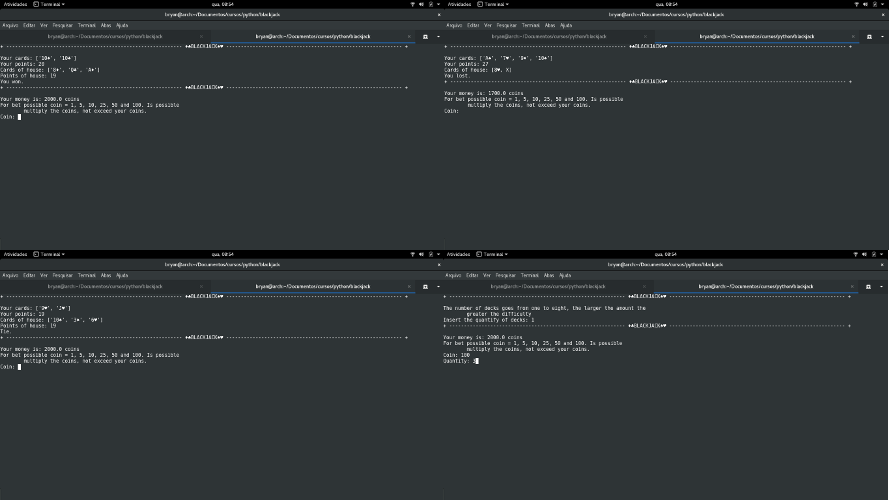 Atividades Terminal qua, 00:54
bryan@arch:~/Documentos/cursos/python/blackjack
Arquivo Editar Ver Pesquisar Terminal Abas Ajuda
bryan@arch:~/Documentos/cursos/python/blackjack bryan@arch:~/Documentos/cursos/python/blackjack
BLACKJACK
Your cards: ['10♦', '10♠']
Your points: 20
Cards of house:
Points of house: 19
You won.
BLACKJACK
Your money is: 2000.0 coins
For bet possible coin = 1, 5, 10, 25, 50 and 100. Is possible
multiply the coins, not exceed your coins.
Coin:
Atividades Terminal qua, 00:54
bryan@arch:~/Documentos/cursos/python/blackjack
Arquivo Editar Ver Pesquisar Terminal Abas Ajuda
bryan@arch:~/Documentos/cursos/python/blackjack bryan@arch:~/Documentos/cursos/python/blackjack
BLACKJACK
Your cards:
Your points: 27
Cards of house: [8♥, X]
You lost.
BLACKJACK
Your money is: 1700.0 coins
For bet possible coin = 1, 5, 10, 25, 50 and 100. Is possible
multiply the coins, not exceed your coins.
Coin:
Atividades Terminal qua, 00:54
bryan@arch:~/Documentos/cursos/python/blackjack
Arquivo Editar Ver Pesquisar Terminal Abas Ajuda
bryan@arch:~/Documentos/cursos/python/blackjack bryan@arch:~/Documentos/cursos/python/blackjack
BLACKJACK
Your cards:
Your points: 19
Cards of house:
Points of house: 19
Tie.
BLACKJACK
Your money is: 2000.0 coins
For bet possible coin = 1, 5, 10, 25, 50 and 100. Is possible
multiply the coins, not exceed your coins.
Coin:
Atividades Terminal qua, 00:54
bryan@arch:~/Documentos/cursos/python/blackjack
Arquivo Editar Ver Pesquisar Terminal Abas Ajuda
bryan@arch:~/Documentos/cursos/python/blackjack bryan@arch:~/Documentos/cursos/python/blackjack
BLACKJACK
The number of decks goes from one to eight, the larger the amount the
greater the difficulty
Insert the quantify of decks: 1
BLACKJACK
Your money is: 2000.0 coins
For bet possible coin = 1, 5, 10, 25, 50 and 100. Is possible
multiply the coins, not exceed your coins.
Coin: 100
Quantity: 3